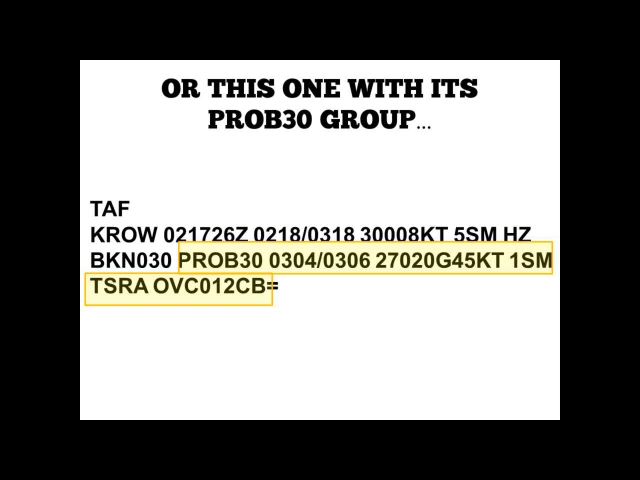 OR THIS ONE WITH ITS
PROB30 GROUP...
TAF
KROW 021726Z 0218/0318 30008KT 5SM HZ
BKN030 PROB30 0304/0306 27020G45KT 1SM
TSRA OVC012CB=